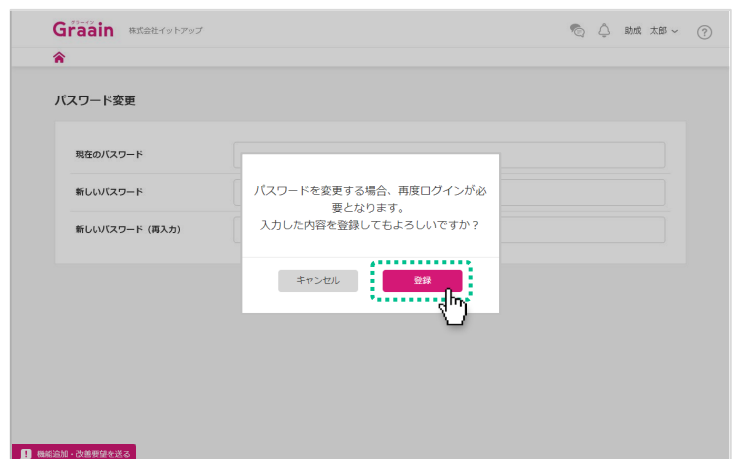 グラーイン
Graain 株式会社イットアップ 助成 太郎 ?
パスワード変更
現在のパスワード
新しいパスワード
新しいパスワード（再入力）
パスワードを変更する場合、再度ログインが必
要となります。
入力した内容を登録してもよろしいですか？
キャンセル 登録
! 機能追加・改善要望を送る